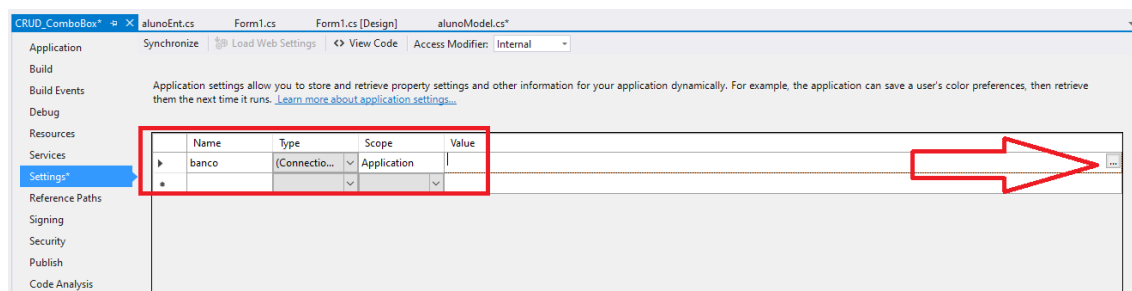 CRUD_ComboBox* alunoEnt.cs Form1.cs Form1.cs [Design] alunoModel.cs*
Synchronize Load Web Settings View Code Access Modifier: Internal
Application
Build
Build Events
Debug
Resources
Services
Settings*
Reference Paths
Signing
Security
Publish
Code Analysis
Application settings allow you to store and retrieve property settings and other information for your application dynamically. For example, the application can save a user's color preferences, then retrieve
them the next time it runs. Learn more about application settings...
Name Type Scope Value
banco (Connectio... Application ...